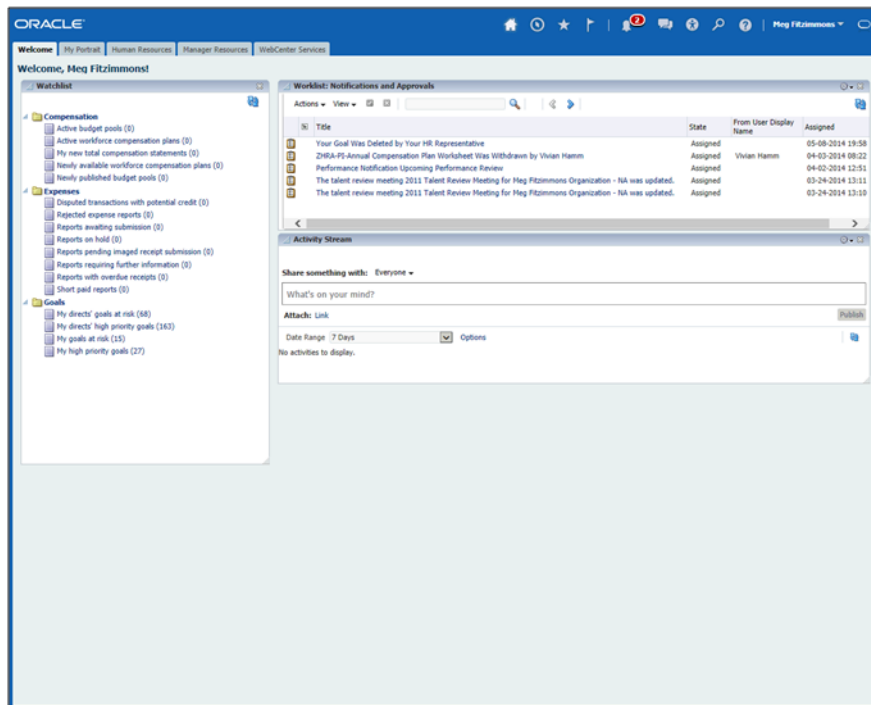 ORACLE
2
Meg Fitzimmons
Welcome
My Portrait
Human Resources
Manager Resources
WebCenter Services
Welcome, Meg Fitzimmons!
Watchlist
Compensation
Active budget pools (0)
Active workforce compensation plans (0)
My new total compensation statements (0)
Newly available workforce compensation plans (0)
Newly published budget pools (0)
Expenses
Disputed transactions with potential credit (0)
Rejected expense reports (0)
Reports awaiting submission (0)
Reports on hold (0)
Reports pending imaged receipt submission (0)
Reports requiring further information (0)
Reports with overdue receipts (0)
Short paid reports (0)
Goals
My directs' goals at risk (68)
My directs' high priority goals (163)
My goals at risk (15)
My high priority goals (27)
Worklist: Notifications and Approvals
Actions View
Title State From User Display Name Assigned
Your Goal Was Deleted by Your HR Representative Assigned 05-08-2014 19:58
ZHRA-PI-Annual Compensation Plan Worksheet Was Withdrawn by Vivian Hamm Assigned Vivian Hamm 04-03-2014 08:22
Performance Notification Upcoming Performance Review Assigned 04-02-2014 12:51
The talent review meeting 2011 Talent Review Meeting for Meg Fitzimmons Organization - NA was updated. Assigned 03-24-2014 13:11
The talent review meeting 2011 Talent Review Meeting for Meg Fitzimmons Organization - NA was updated. Assigned 03-24-2014 13:10
Activity Stream
Share something with: Everyone
What's on your mind?
Attach: Link
Publish
Date Range 7 Days Options
No activities to display.